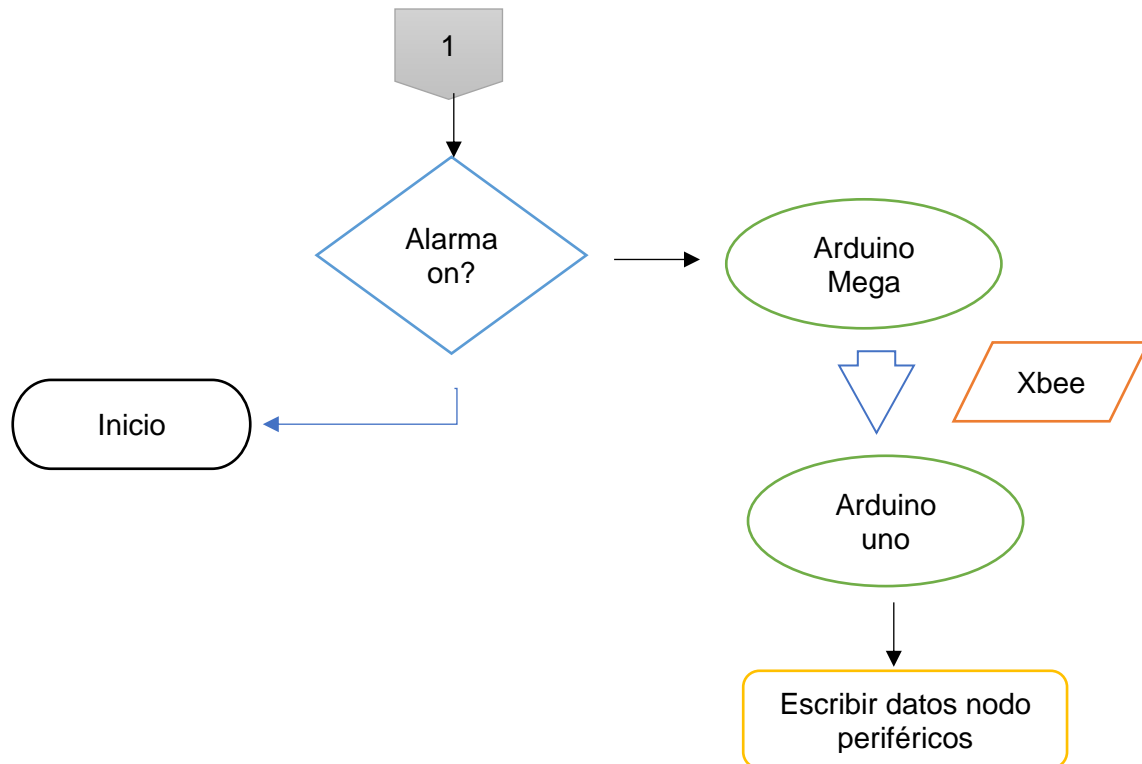 1
Alarma
on?
Arduino
Mega
Xbee
Inicio
Arduino
uno
Escribir datos nodo
periféricos